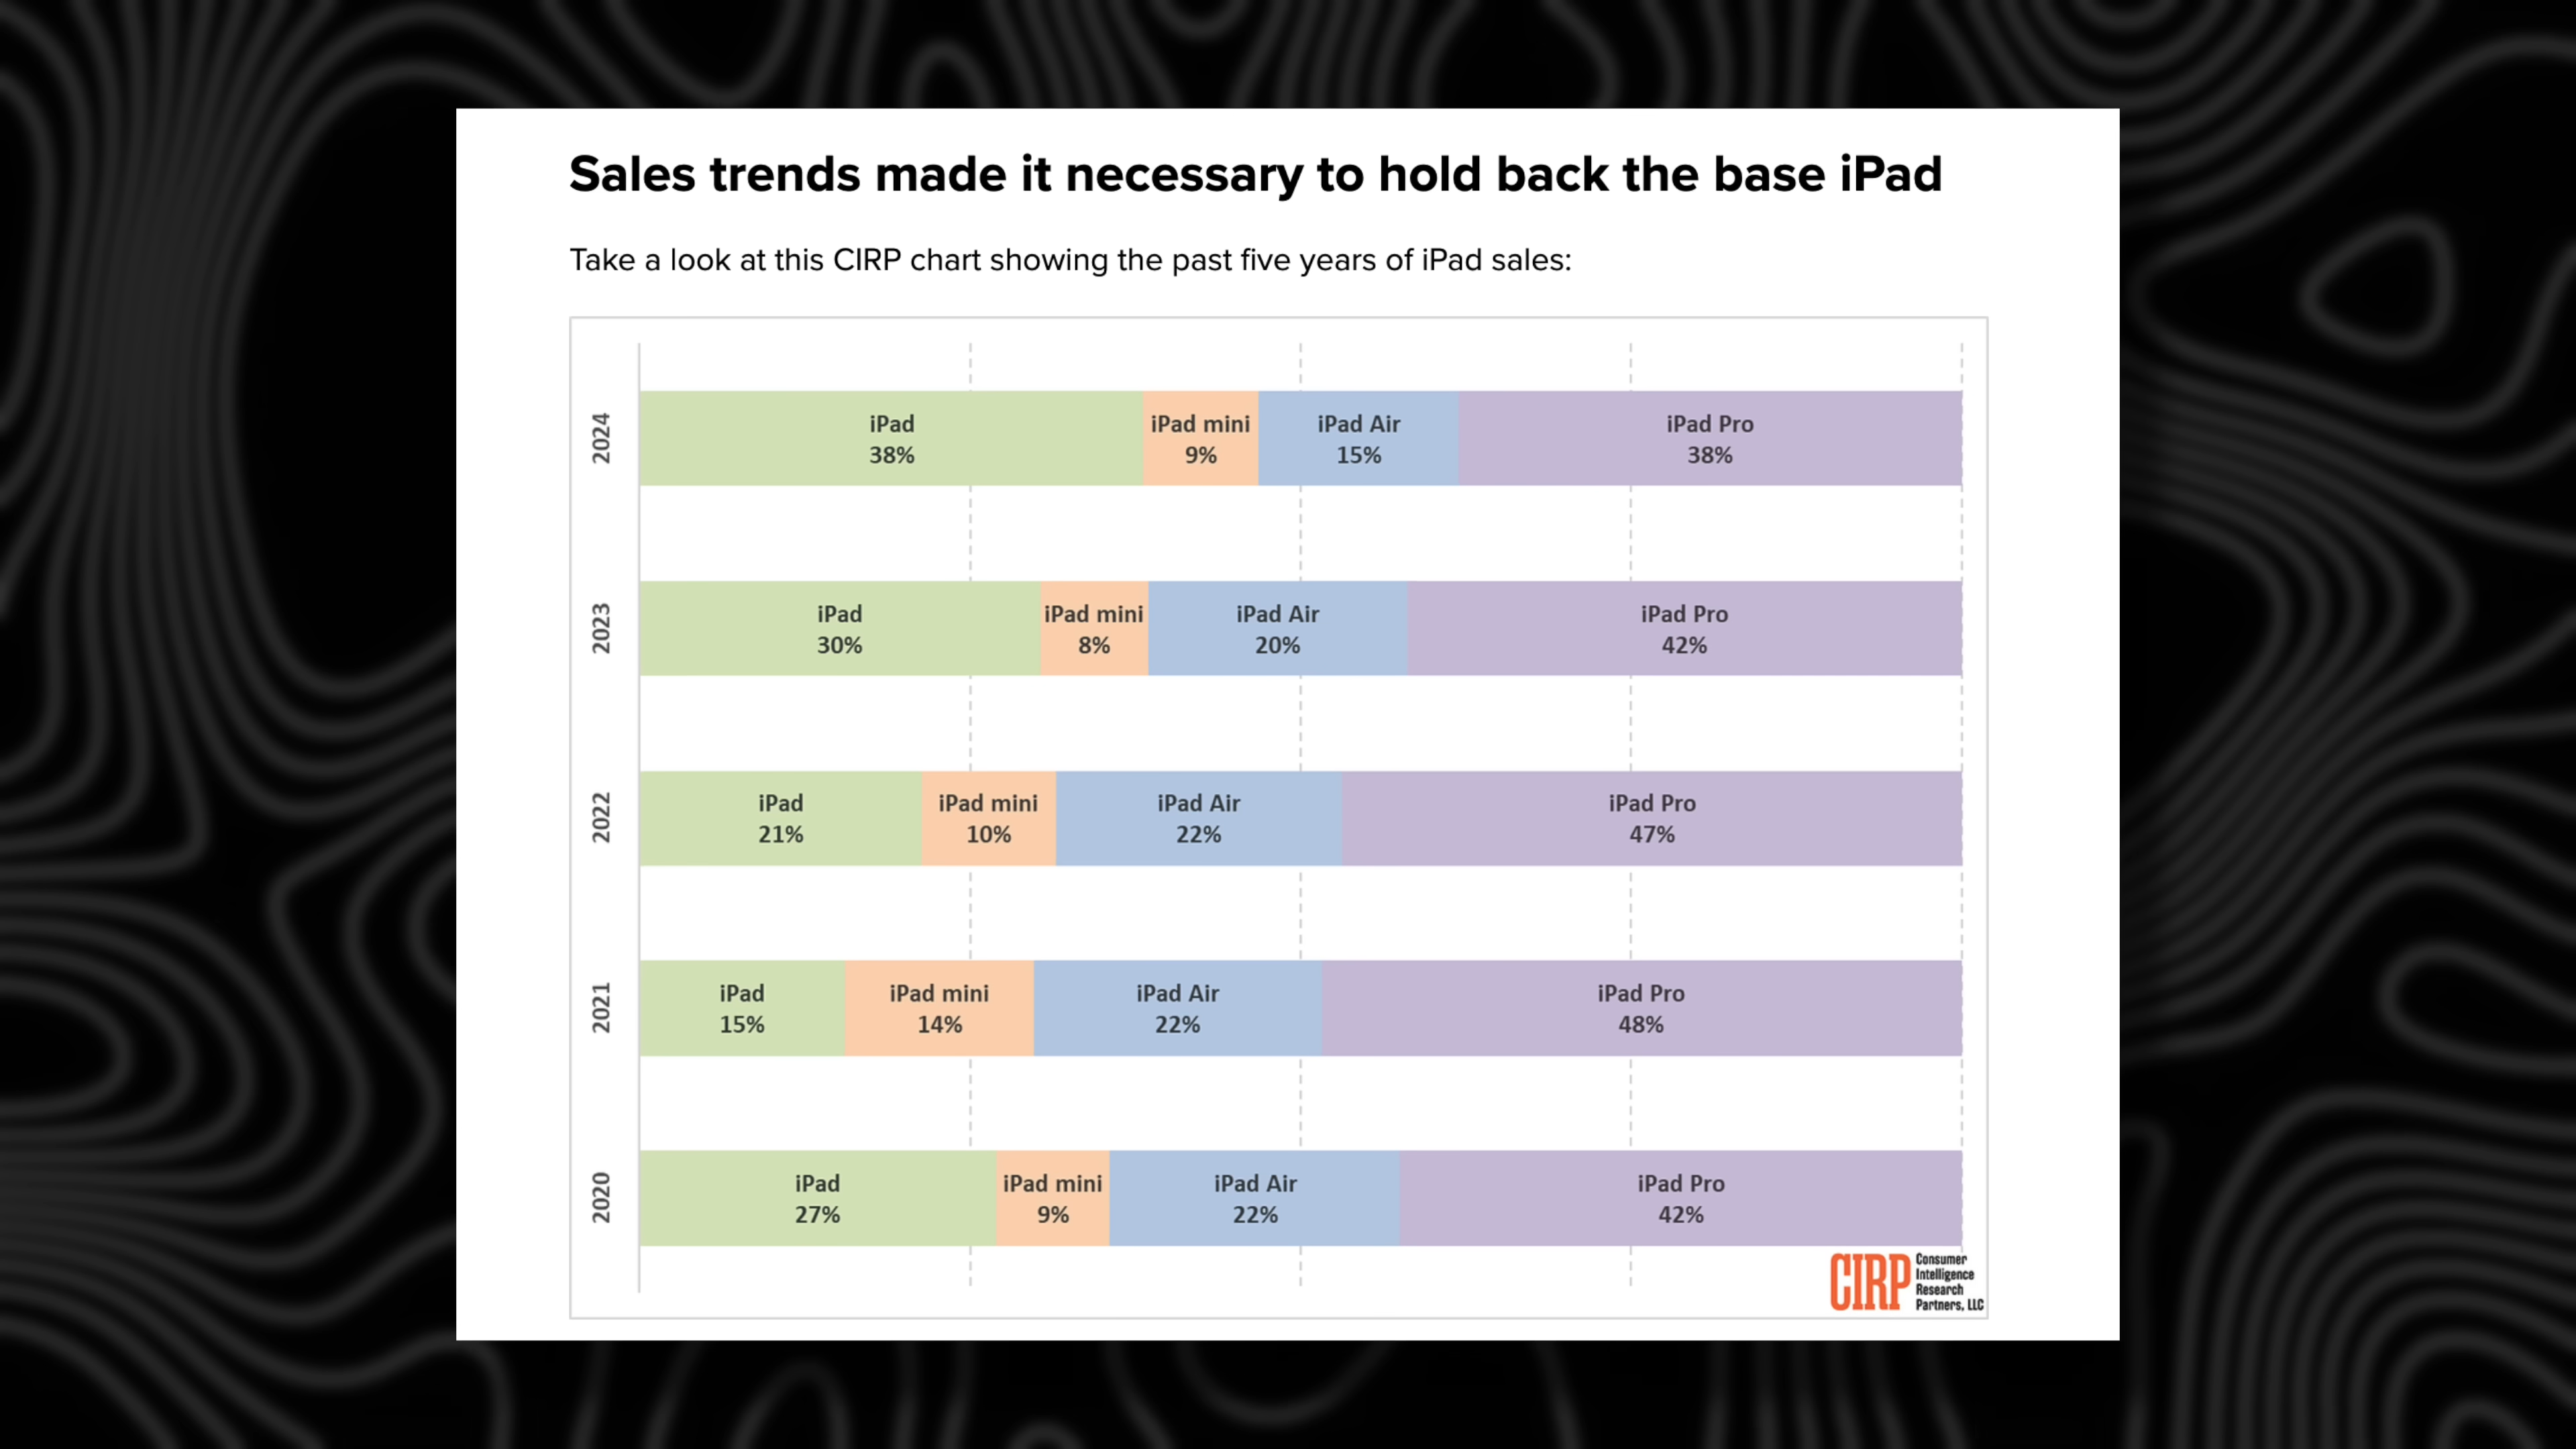 Sales trends made it necessary to hold back the base iPad
Take a look at this CIRP chart showing the past five years of iPad sales:
2024
iPad
38%
iPad mini
9%
iPad Air
15%
iPad Pro
38%
2023
iPad
30%
iPad mini
8%
iPad Air
20%
iPad Pro
42%
2022
iPad
21%
iPad mini
10%
iPad Air
22%
iPad Pro
47%
2021
iPad
15%
iPad mini
14%
iPad Air
22%
iPad Pro
48%
2020
iPad
27%
iPad mini
9%
iPad Air
22%
iPad Pro
42%
CIRP
Consumer
Intelligence
Research
Partners, LLC